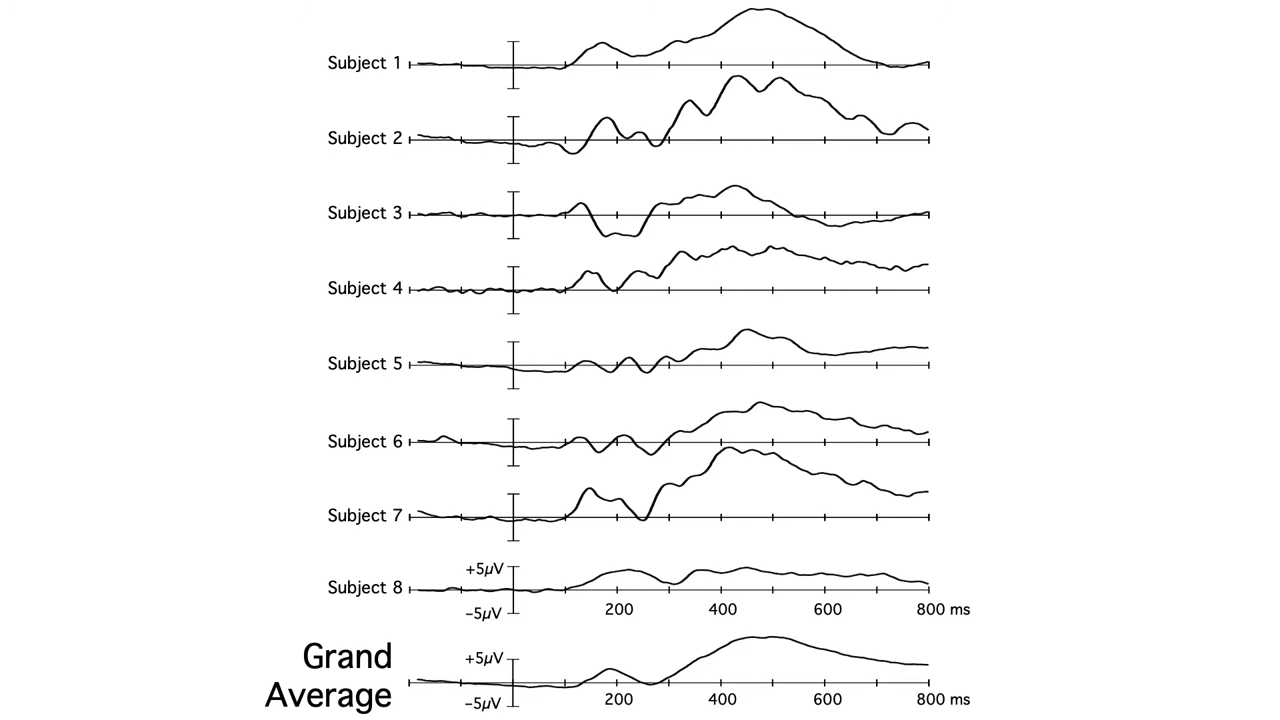 Subject 1
Subject 2
Subject 3
Subject 4
Subject 5
Subject 6
Subject 7
+5µV
Subject 8
−5µV
200 400 600 800 ms
Grand
Average
+5µV
−5µV
200 400 600 800 ms